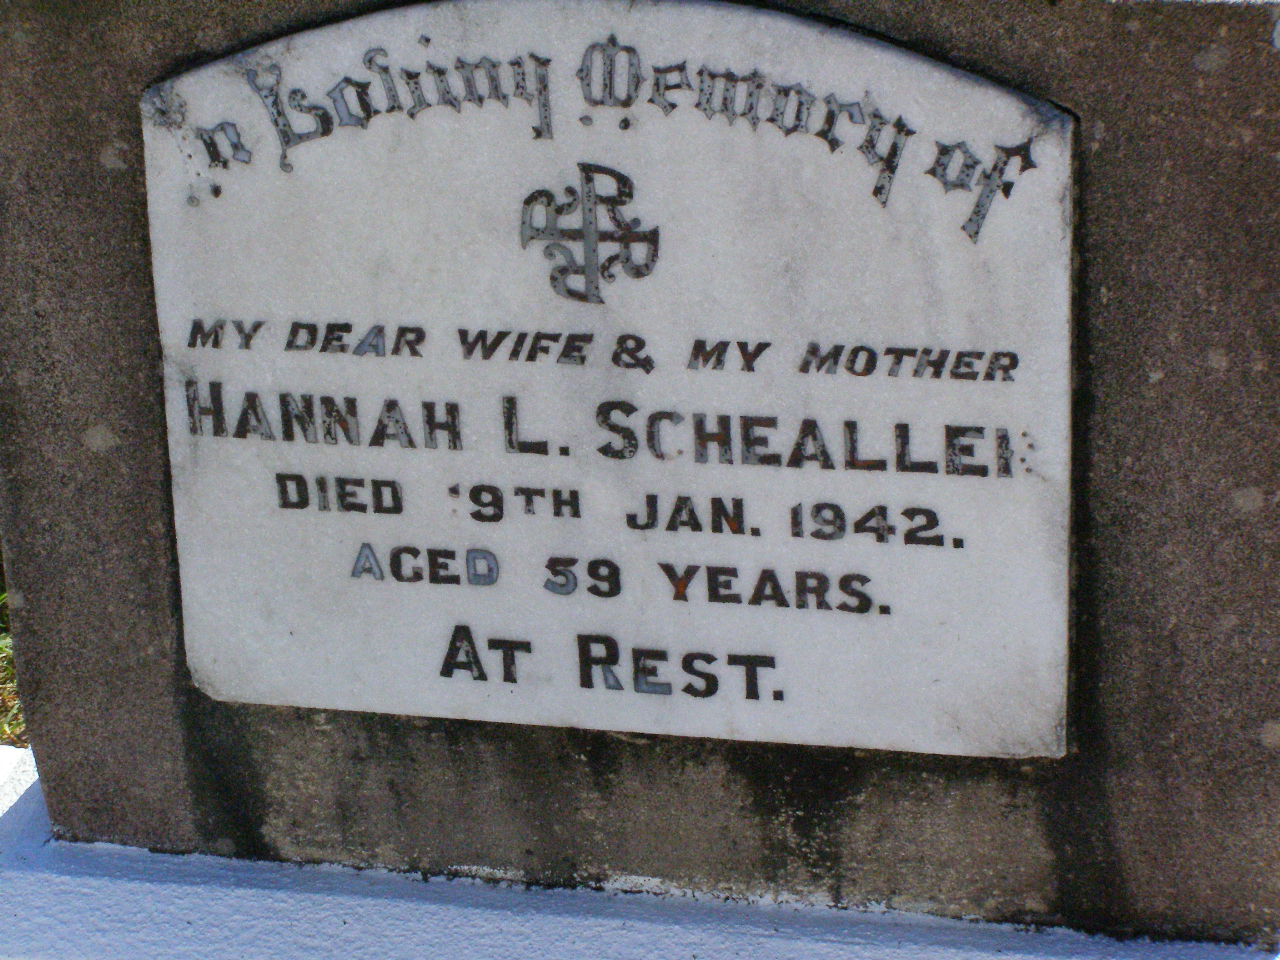 In Loving Memory of
MY DEAR WIFE & MY MOTHER
HANNAH L. SCHEALLER
DIED 19TH JAN. 1942.
AGED 59 YEARS.
AT REST.